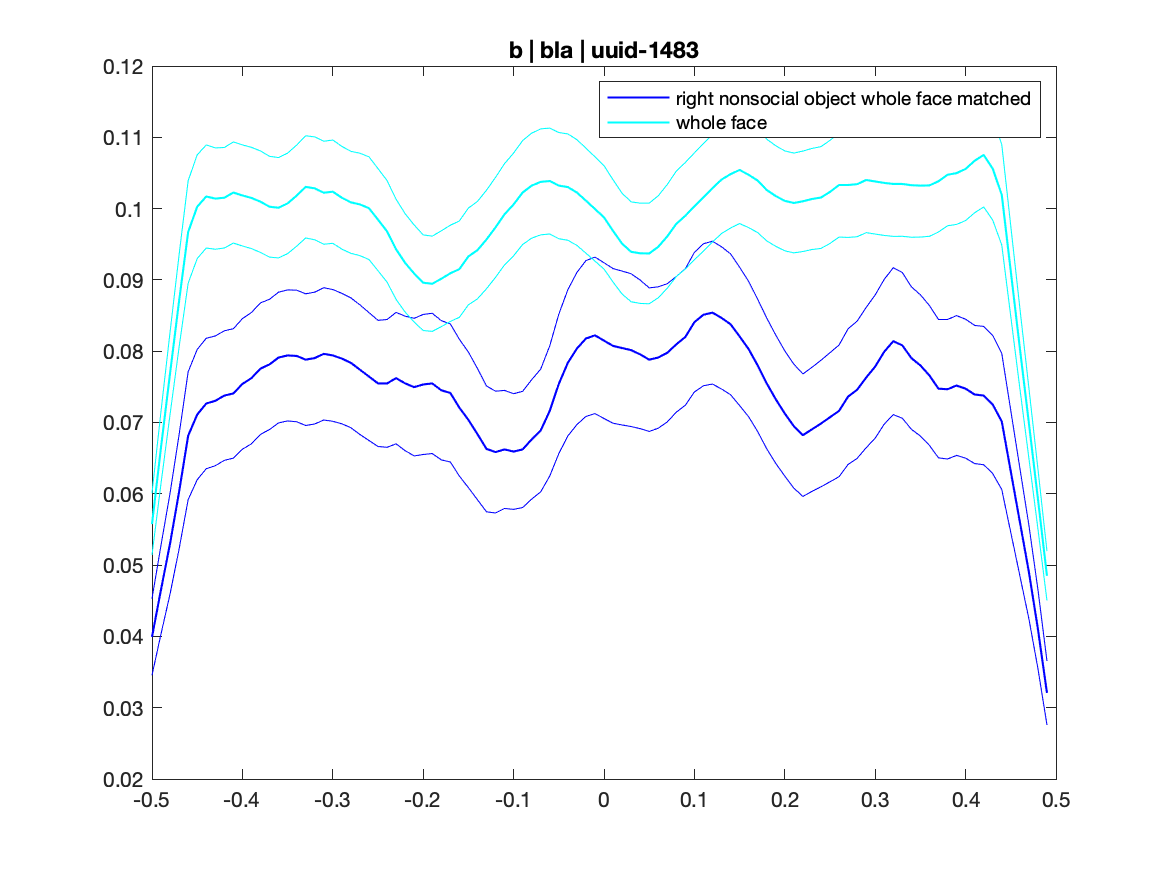 b | bla | uuid-1483
right nonsocial object whole face matched
whole face
0.12
0.11
0.1
0.09
0.08
0.07
0.06
0.05
0.04
0.03
0.02
-0.5 -0.4 -0.3 -0.2 -0.1 0 0.1 0.2 0.3 0.4 0.5